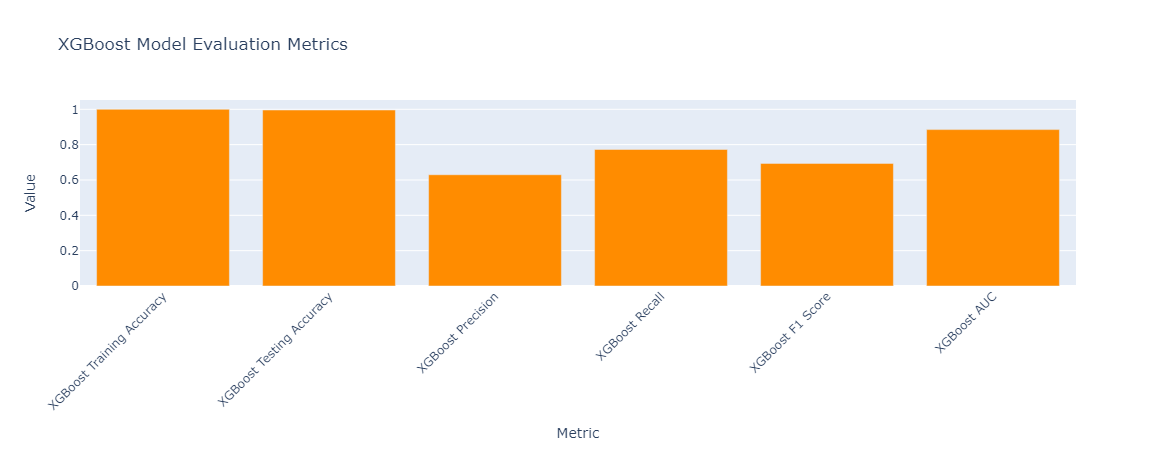 XGBoost Model Evaluation Metrics
Value
1
0.8
0.6
0.4
0.2
0
XGBoost Training Accuracy
XGBoost Testing Accuracy
XGBoost Precision
XGBoost Recall
XGBoost F1 Score
XGBoost AUC
Metric